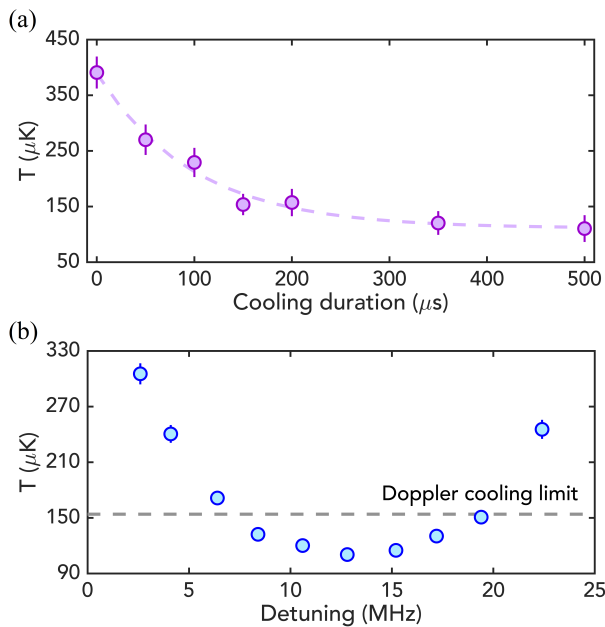 (a)
450
350
250
150
50
T (μK)
0 100 200 300 400 500
Cooling duration (μs)
(b)
330
270
210
150
90
T (μK)
Doppler cooling limit
0 5 10 15 20 25
Detuning (MHz)